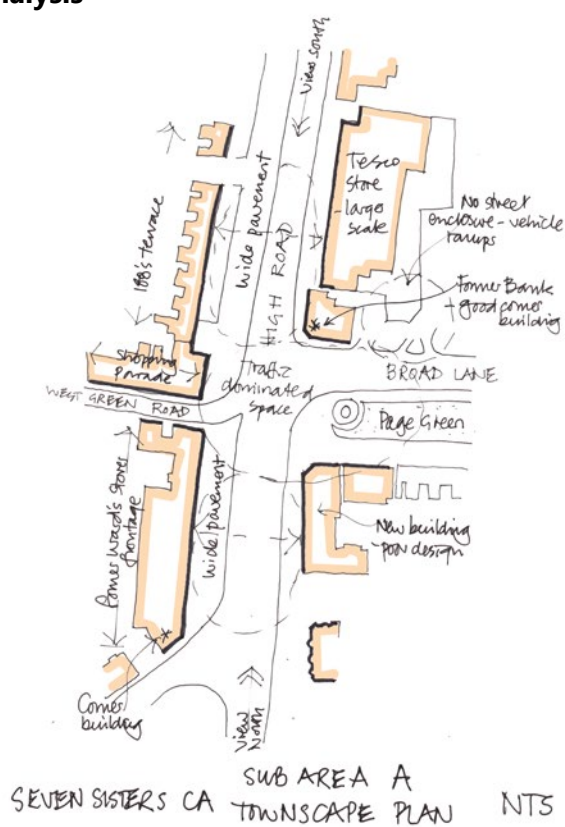 View south
Tesco
store
- large
scale
No street
enclosure - vehicle
ramps
Former Bank
+ good corner
building
wide pavement
HIGH ROAD
1880's terrace
Shopping
Parade
Traffic
dominated
space
BROAD LANE
WEST GREEN ROAD
Page Green
Former Ward's Stores
frontage
wide pavement
New building
- poor design
Corner
building
View
North
SEVEN SISTERS CA
SUB AREA A
TOWNSCAPE PLAN
NTS